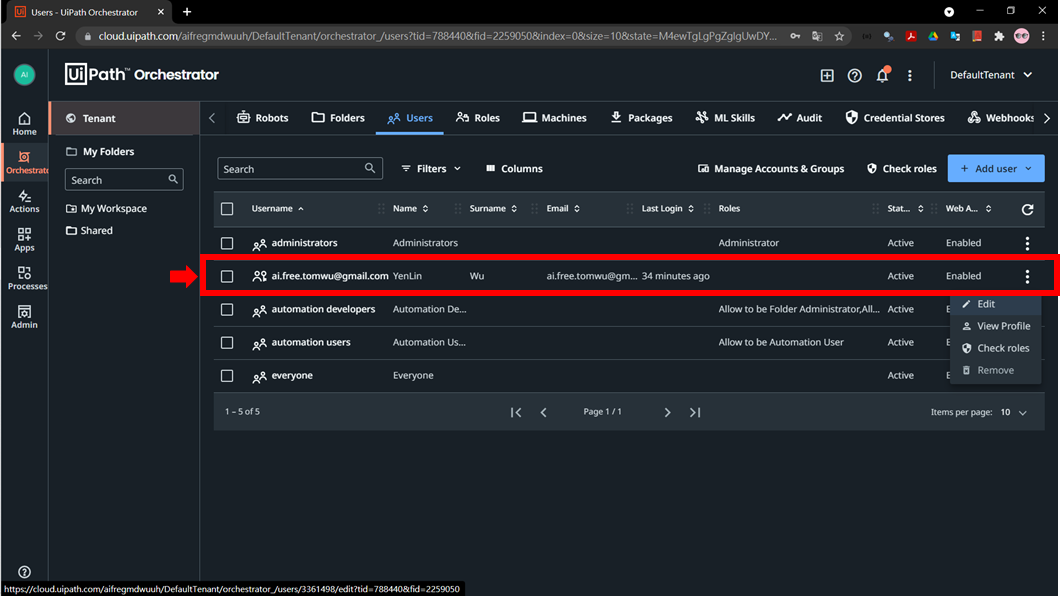 Users - UiPath Orchestrator
cloud.uipath.com/aifregmdwuuh/DefaultTenant/orchestrator_/users?tid=788440&fid=2259050&index=0&size=10&state=M4ewTgLgPgZglgUwDY...
AI
UiPath™ Orchestrator
DefaultTenant
Home
Orchestrato
Actions
Apps
Processes
Admin
Tenant
My Folders
Search
My Workspace
Shared
Robots Folders Users Roles Machines Packages ML Skills Audit Credential Stores Webhooks
Search Filters Columns Manage Accounts & Groups Check roles + Add user
Username Name Surname Email Last Login Roles Stat... Web A...
administrators Administrators Administrator Active Enabled
ai.free.tomwu@gmail.com YenLin Wu ai.free.tomwu@gm... 34 minutes ago Active Enabled
automation developers Automation De... Allow to be Folder Administrator,All... Active E
automation users Automation Us... Allow to be Automation User Active E
everyone Everyone Active E
Edit
View Profile
Check roles
Remove
1 – 5 of 5 Page 1 / 1 Items per page: 10
https://cloud.uipath.com/aifregmdwuuh/DefaultTenant/orchestrator_/users/3361498/edit?tid=788440&fid=2259050